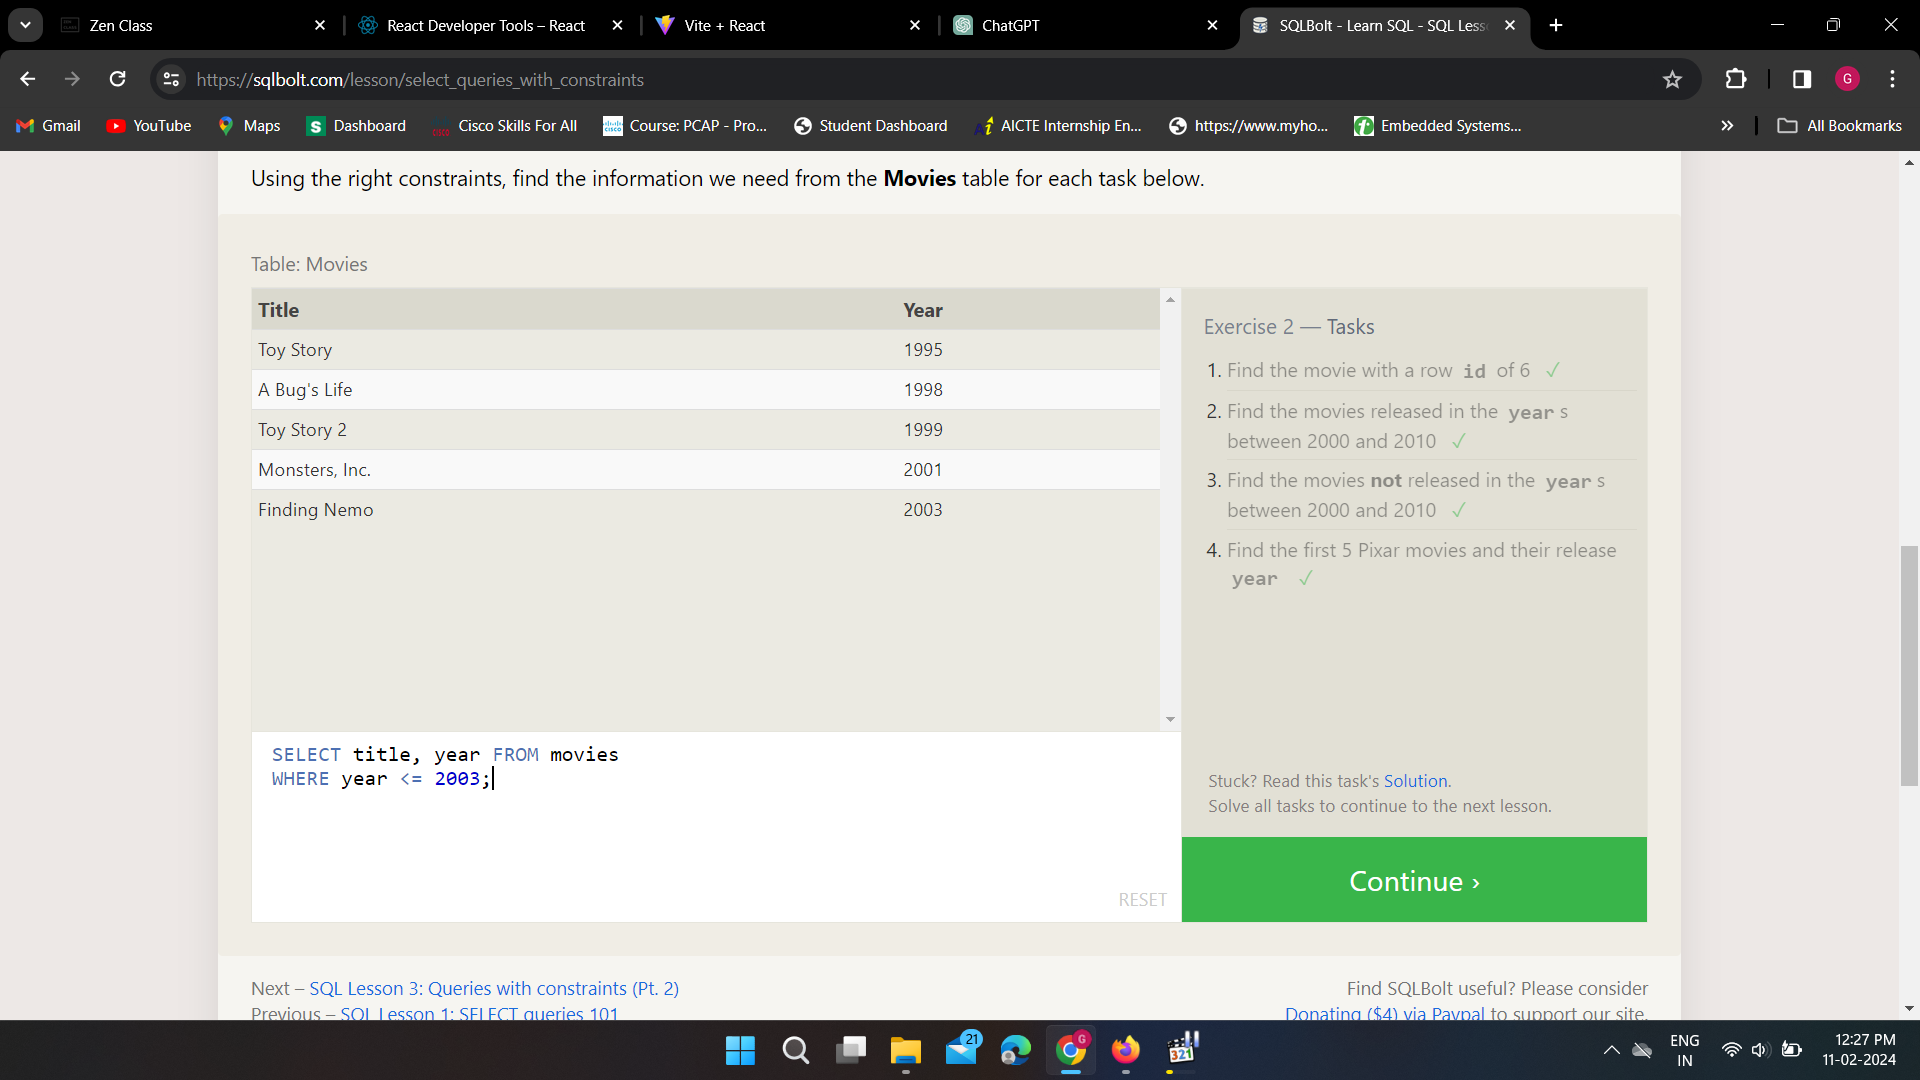 Zen Class
React Developer Tools – React
Vite + React
ChatGPT
SQLBolt - Learn SQL - SQL Less
https://sqlbolt.com/lesson/select_queries_with_constraints
G
Gmail
YouTube
Maps
S Dashboard
Cisco Skills For All
Course: PCAP - Pro...
Student Dashboard
AICTE Internship En...
https://www.myho...
Embedded Systems...
All Bookmarks
Using the right constraints, find the information we need from the Movies table for each task below.
Table: Movies
Title Year
Toy Story 1995
A Bug's Life 1998
Toy Story 2 1999
Monsters, Inc. 2001
Finding Nemo 2003
Exercise 2 — Tasks
1. Find the movie with a row id of 6 ✓
2. Find the movies released in the year s
between 2000 and 2010 ✓
3. Find the movies not released in the year s
between 2000 and 2010 ✓
4. Find the first 5 Pixar movies and their release
year ✓
SELECT title, year FROM movies
WHERE year <= 2003;
RESET
Stuck? Read this task's Solution.
Solve all tasks to continue to the next lesson.
Continue ›
Next – SQL Lesson 3: Queries with constraints (Pt. 2)
Previous – SQL Lesson 1: SELECT queries 101
Find SQLBolt useful? Please consider
Donating ($4) via Paypal to support our site.
21
G
321
ENG
IN
12:27 PM
11-02-2024